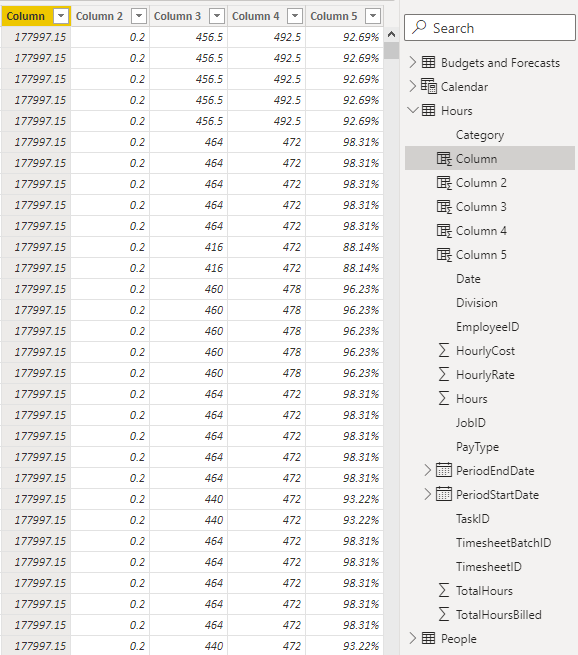 Column Column 2 Column 3 Column 4 Column 5
177997.15 0.2 456.5 492.5 92.69%
177997.15 0.2 456.5 492.5 92.69%
177997.15 0.2 456.5 492.5 92.69%
177997.15 0.2 456.5 492.5 92.69%
177997.15 0.2 456.5 492.5 92.69%
177997.15 0.2 464 472 98.31%
177997.15 0.2 464 472 98.31%
177997.15 0.2 464 472 98.31%
177997.15 0.2 464 472 98.31%
177997.15 0.2 464 472 98.31%
177997.15 0.2 416 472 88.14%
177997.15 0.2 416 472 88.14%
177997.15 0.2 460 478 96.23%
177997.15 0.2 460 478 96.23%
177997.15 0.2 460 478 96.23%
177997.15 0.2 460 478 96.23%
177997.15 0.2 460 478 96.23%
177997.15 0.2 464 472 98.31%
177997.15 0.2 464 472 98.31%
177997.15 0.2 464 472 98.31%
177997.15 0.2 464 472 98.31%
177997.15 0.2 464 472 98.31%
177997.15 0.2 440 472 93.22%
177997.15 0.2 440 472 93.22%
177997.15 0.2 464 472 98.31%
177997.15 0.2 464 472 98.31%
177997.15 0.2 464 472 98.31%
177997.15 0.2 464 472 98.31%
177997.15 0.2 464 472 98.31%
177997.15 0.2 440 472 93.22%
Search
Budgets and Forecasts
Calendar
Hours
Category
Column
Column 2
Column 3
Column 4
Column 5
Date
Division
EmployeeID
HourlyCost
HourlyRate
Hours
JobID
PayType
PeriodEndDate
PeriodStartDate
TaskID
TimesheetBatchID
TimesheetID
TotalHours
TotalHoursBilled
People